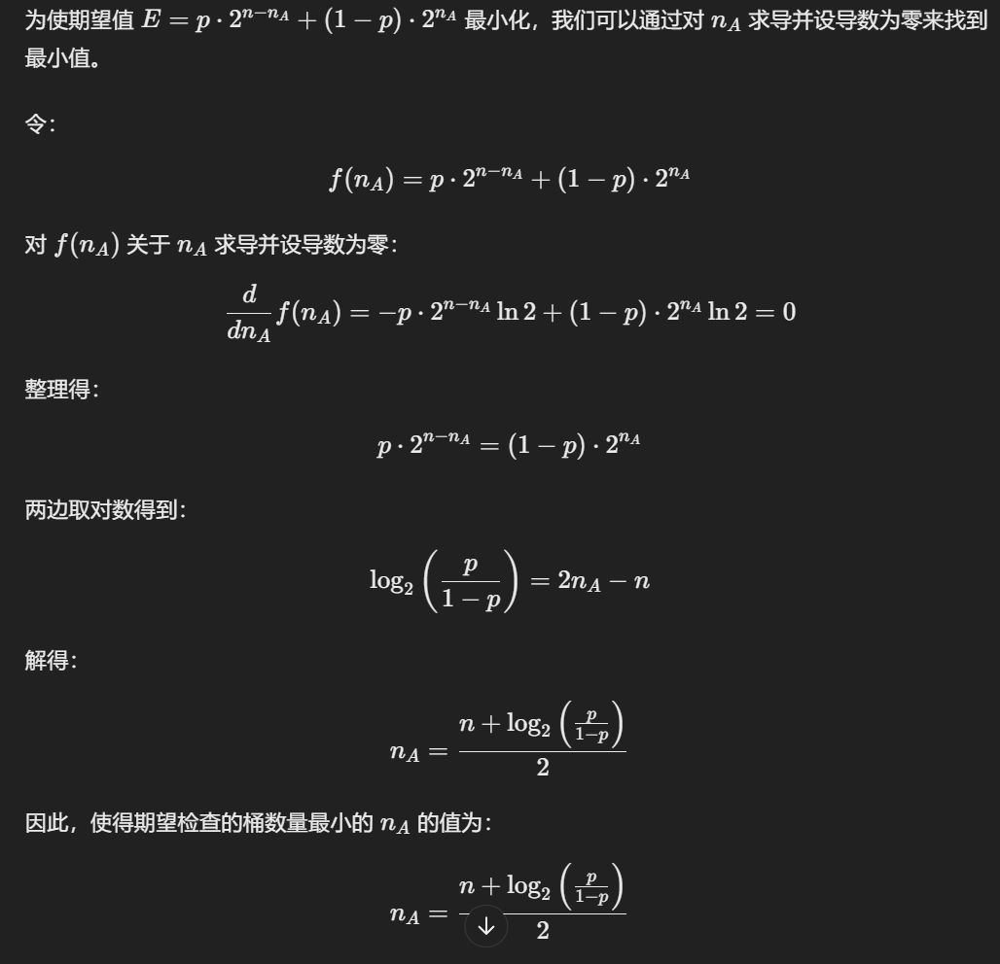 为使期望值 $E = p \cdot 2^{n-n_A} + (1-p) \cdot 2^{n_A}$ 最小化，我们可以通过对 $n_A$ 求导并设导数为零来找到
最小值。
令：
$f(n_A) = p \cdot 2^{n-n_A} + (1-p) \cdot 2^{n_A}$
对 $f(n_A)$ 关于 $n_A$ 求导并设导数为零：
$\frac{d}{dn_A} f(n_A) = -p \cdot 2^{n-n_A} \ln 2 + (1-p) \cdot 2^{n_A} \ln 2 = 0$
整理得：
$p \cdot 2^{n-n_A} = (1-p) \cdot 2^{n_A}$
两边取对数得到：
$\log_2 \left( \frac{p}{1-p} \right) = 2n_A - n$
解得：
$n_A = \frac{n + \log_2 \left( \frac{p}{1-p} \right)}{2}$
因此，使得期望检查的桶数量最小的 $n_A$ 的值为：
$n_A = \frac{n + \log_2 \left( \frac{p}{1-p} \right)}{2}$